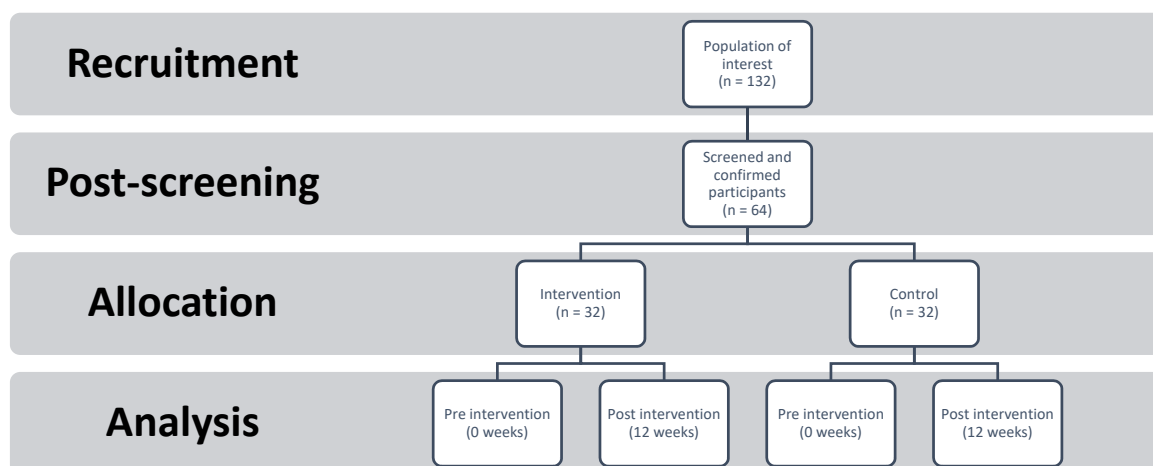 Recruitment
Population of
interest
(n = 132)
Post-screening
Screened and
confirmed
participants
(n = 64)
Allocation
Intervention
(n = 32)
Control
(n = 32)
Analysis
Pre intervention
(0 weeks)
Post intervention
(12 weeks)
Pre intervention
(0 weeks)
Post intervention
(12 weeks)